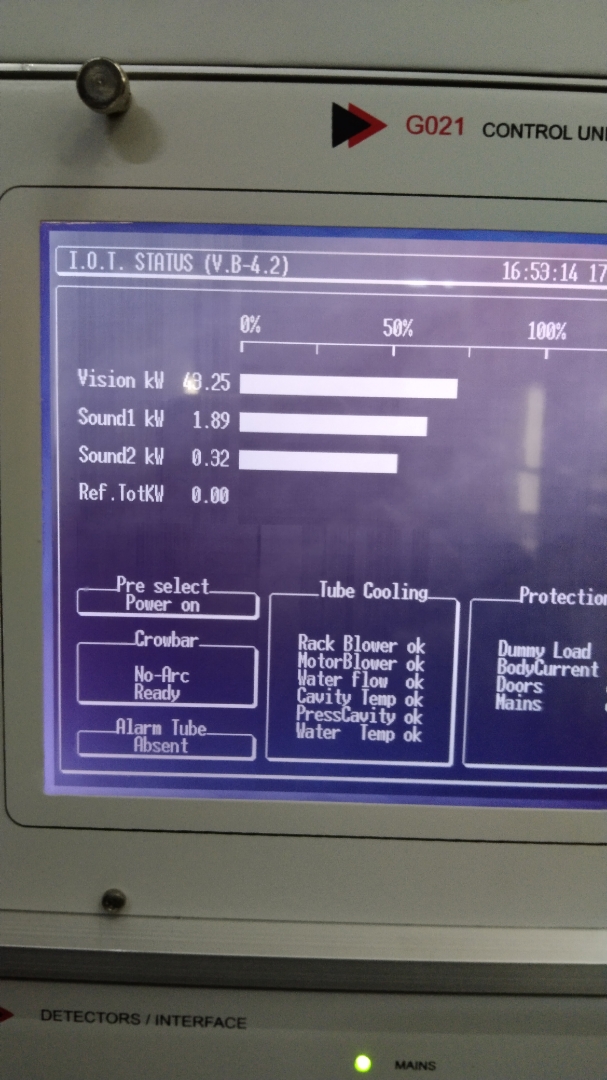 G021 CONTROL UNI
I.O.T. STATUS (V.B-4.2) 16:53:14 17
0% 50% 100%
Vision kW 43.25
Sound1 kW 1.89
Sound2 kW 0.32
Ref.TotKW 0.00
Pre select
Power on
Crowbar
No-Arc
Ready
Alarm Tube
Absent
Tube Cooling
Rack Blower ok
MotorBlower ok
Water flow ok
Cavity Temp ok
PressCavity ok
Water Temp ok
Protection
Dummy Load
BodyCurrent
Doors
Mains
DETECTORS / INTERFACE
MAINS